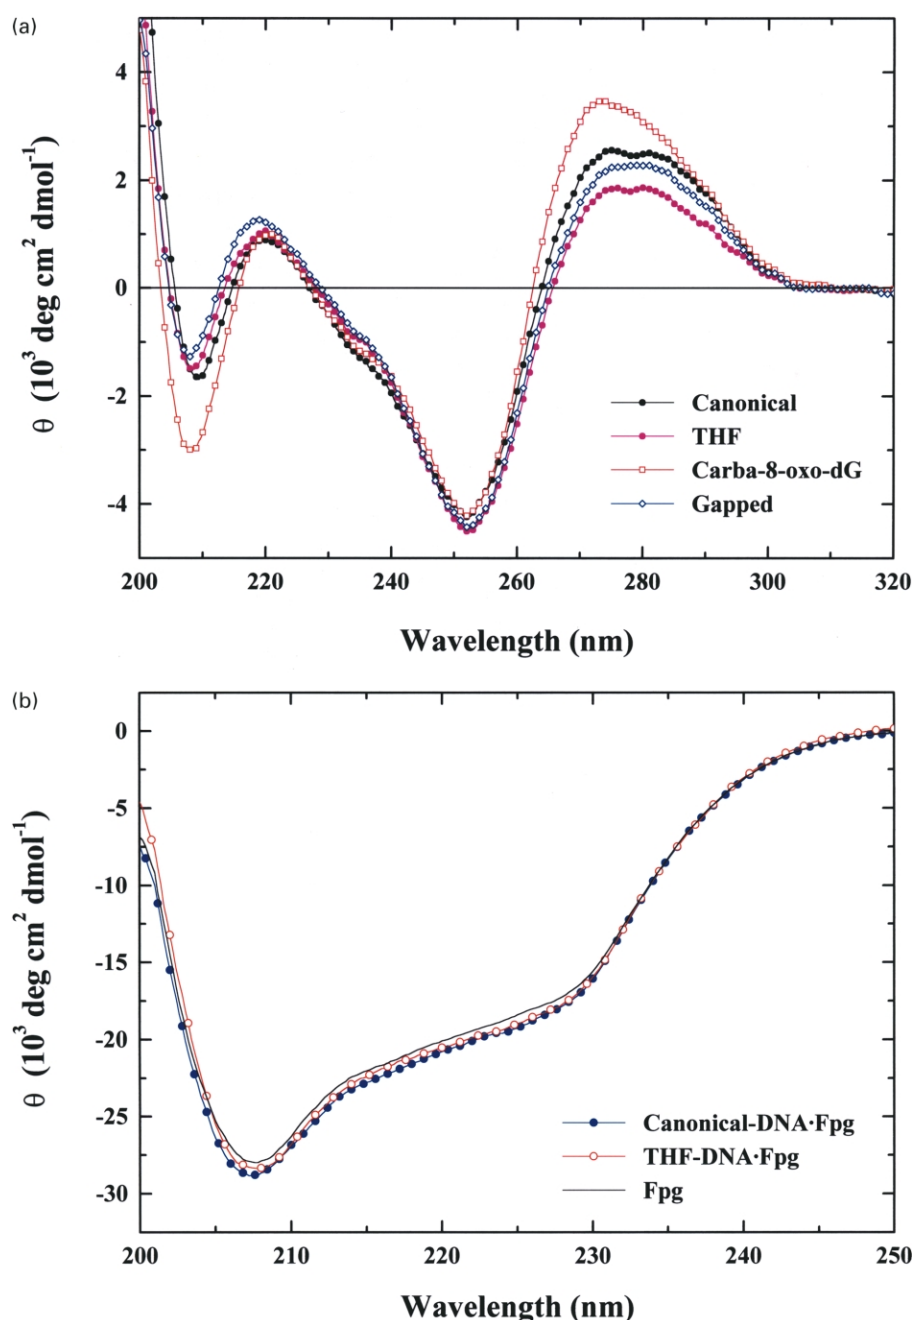 (a)
4
2
0
-2
-4
θ (10³ deg cm² dmol⁻¹)
Canonical
THF
Carba-8-oxo-dG
Gapped
200 220 240 260 280 300 320
Wavelength (nm)
(b)
0
-5
-10
-15
-20
-25
-30
θ (10³ deg cm² dmol⁻¹)
Canonical-DNA·Fpg
THF-DNA·Fpg
Fpg
200 210 220 230 240 250
Wavelength (nm)